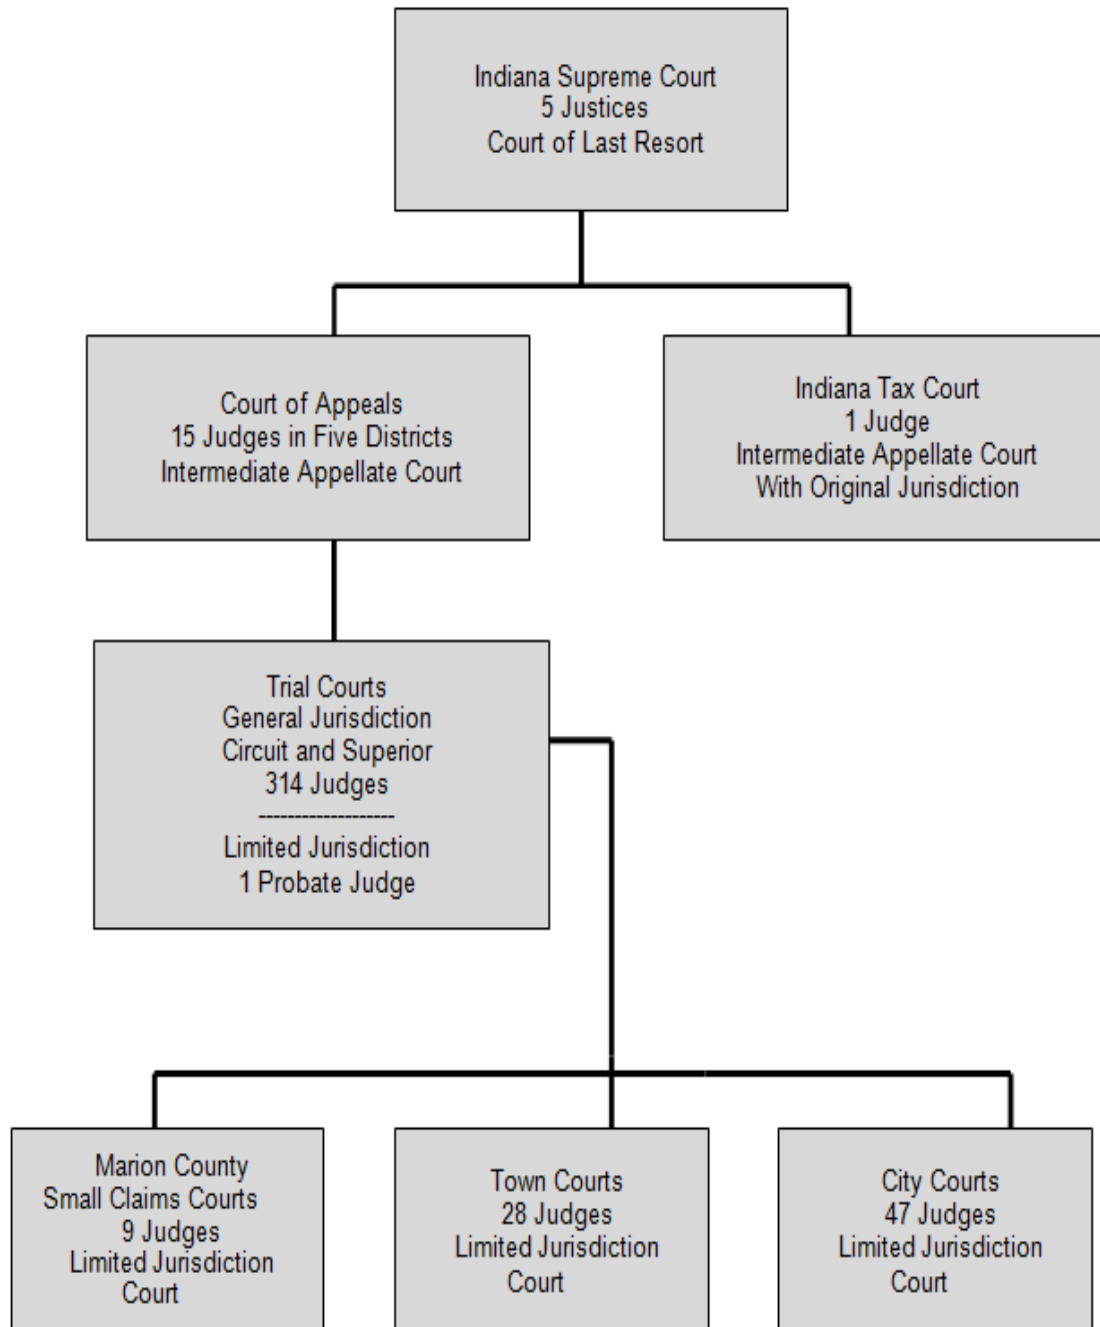 Indiana Supreme Court
5 Justices
Court of Last Resort
Court of Appeals
15 Judges in Five Districts
Intermediate Appellate Court
Indiana Tax Court
1 Judge
Intermediate Appellate Court
With Original Jurisdiction
Trial Courts
General Jurisdiction
Circuit and Superior
314 Judges
-------------------
Limited Jurisdiction
1 Probate Judge
Marion County
Small Claims Courts
9 Judges
Limited Jurisdiction
Court
Town Courts
28 Judges
Limited Jurisdiction
Court
City Courts
47 Judges
Limited Jurisdiction
Court